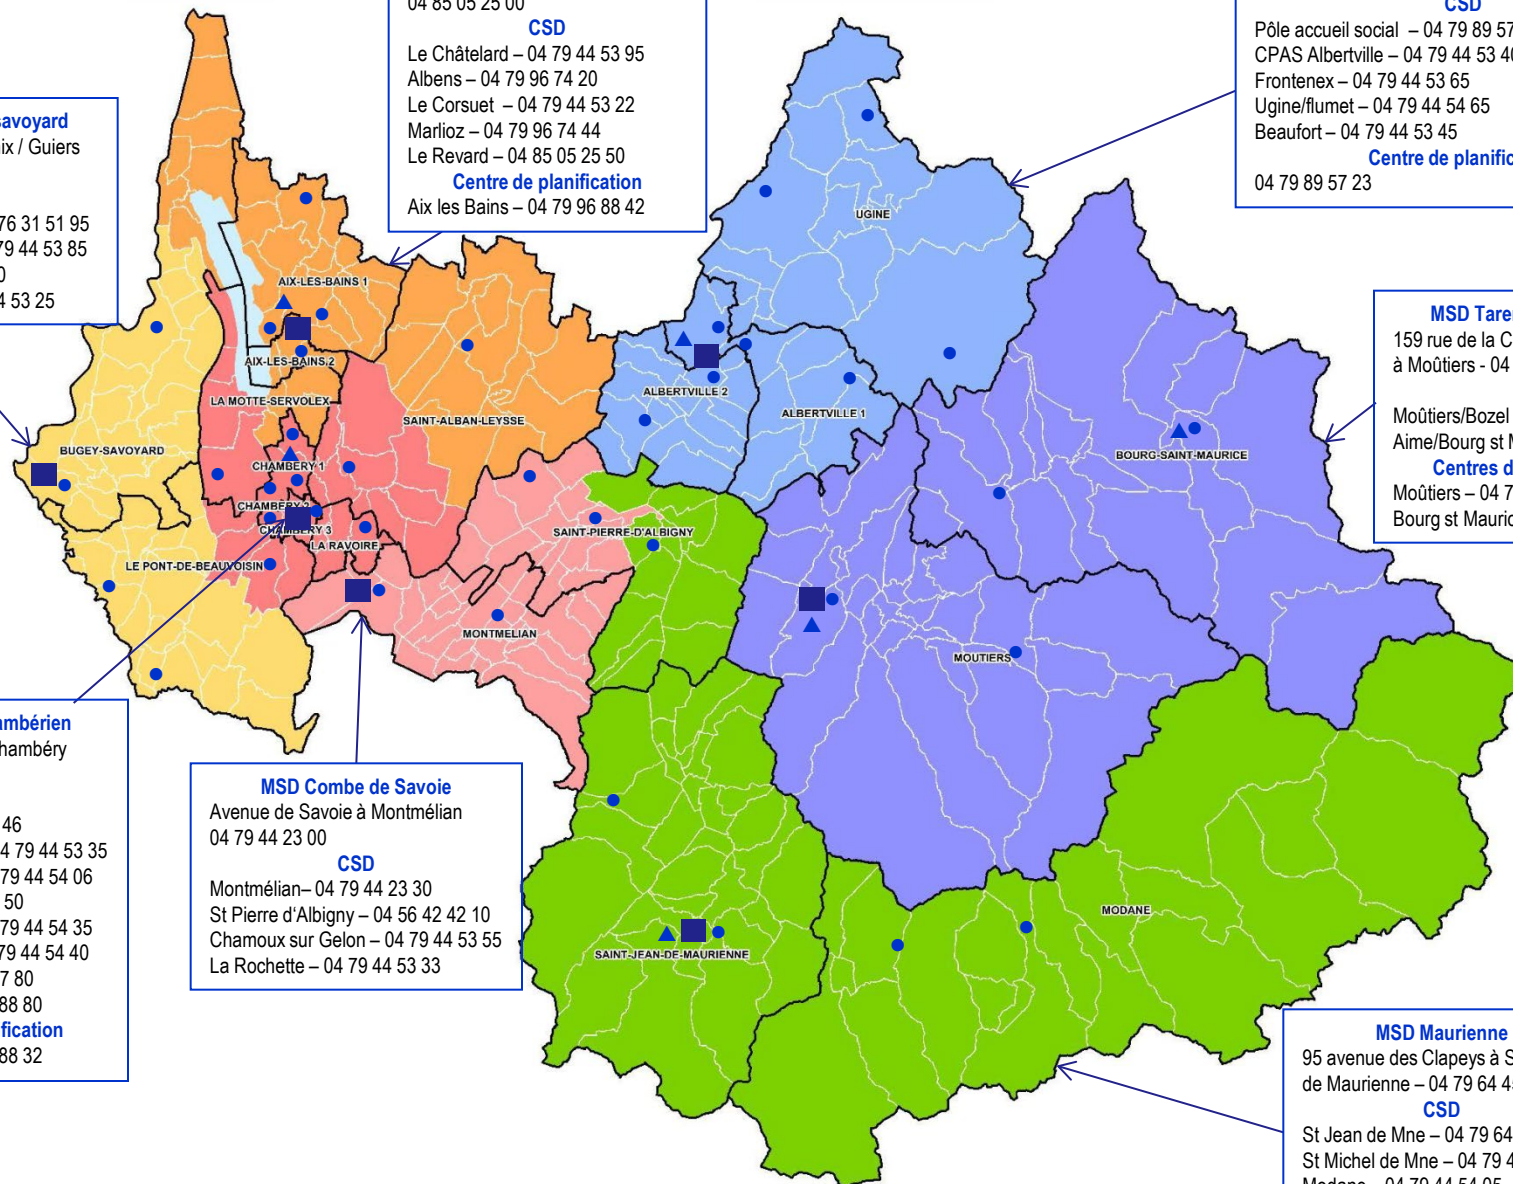 04 85 05 25 00
CSD
Le Châtelard – 04 79 44 53 95
Albens – 04 79 96 74 20
Le Corsuet – 04 79 44 53 22
Marlioz – 04 79 96 74 44
Le Revard – 04 85 05 25 50
Centre de planification
Aix les Bains – 04 79 96 88 42
CSD
Pôle accueil social – 04 79 89 57
CPAS Albertville – 04 79 44 53 40
Frontenex – 04 79 44 53 65
Ugine/flumet – 04 79 44 54 65
Beaufort – 04 79 44 53 45
Centre de planific
04 79 89 57 23
savoyard
ix / Guiers
76 31 51 95
79 44 53 85
0
4 53 25
MSD Taren
159 rue de la C
à Moûtiers - 04
Moûtiers/Bozel
Aime/Bourg st M
Centres d
Moûtiers – 04 7
Bourg st Mauric
UGINE
AIX-LES-BAINS 1
AIX-LES-BAINS 2
LA MOTTE-SERVOLEX
SAINT-ALBAN-LEYSSE
ALBERTVILLE 2
ALBERTVILLE 1
BUGEY-SAVOYARD
CHAMBERY 1
CHAMBERY 2
CHAMBERY 3
LA RAVOIRE
LE PONT-DE-BEAUVOISIN
SAINT-PIERRE-D'ALBIGNY
MONTMELIAN
BOURG-SAINT-MAURICE
MOUTIERS
MODANE
SAINT-JEAN-DE-MAURIENNE
ambérien
hambéry
46
4 79 44 53 35
79 44 54 06
50
79 44 54 35
79 44 54 40
7 80
88 80
ification
88 32
MSD Combe de Savoie
Avenue de Savoie à Montmélian
04 79 44 23 00
CSD
Montmélian– 04 79 44 23 30
St Pierre d'Albigny – 04 56 42 42 10
Chamoux sur Gelon – 04 79 44 53 55
La Rochette – 04 79 44 53 33
MSD Maurienne
95 avenue des Clapeys à S
de Maurienne – 04 79 64 45
CSD
St Jean de Mne – 04 79 64
St Michel de Mne – 04 79 4
Modane – 04 79 44 54 05